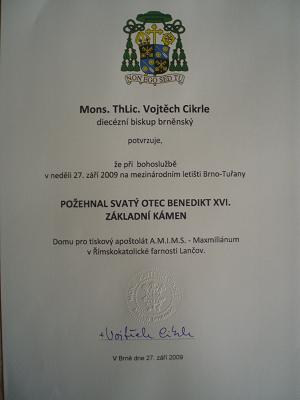 NON EGO SED TU
Mons. ThLic. Vojtěch Cikrle
diecézní biskup brněnský
potvrzuje,
že při bohoslužbě
v neděli 27. září 2009 na mezinárodním letišti Brno-Tuřany
POŽEHNAL SVATÝ OTEC BENEDIKT XVI.
ZÁKLADNÍ KÁMEN
Domu pro tiskový apoštolát A.M.I.M.S. - Maxmiliánum
v Římskokatolické farnosti Lančov.
+Vojtěch Cikrle
V Brně dne 27. září 2009